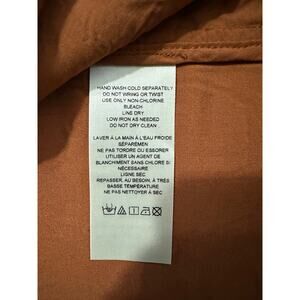 HAND WASH COLD SEPARATELY
DO NOT WRING OR TWIST
USE ONLY NON-CHLORINE
BLEACH
LINE DRY
LOW IRON AS NEEDED
DO NOT DRY CLEAN
LAVER À LA MAIN À L'EAU FROIDE
SÉPARÉMEN
NE PAS TORDRE OU ESSORER
UTILISER UN AGENT DE
BLANCHIMENT SANS CHLORE SI
NÉCESSAIRE
LIGNE SEC
REPASSER, AU BESOIN, À TRÈS
BASSE TEMPÉRATURE
NE PAS NETTOYER À SEC